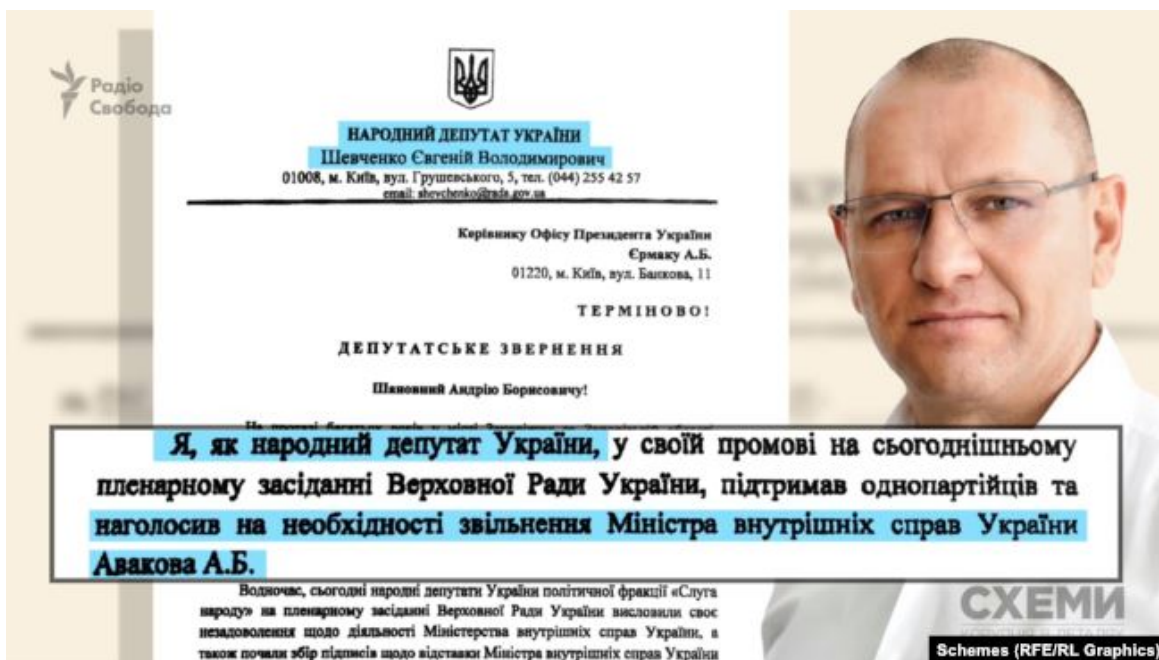 Радіо
Свобода
НАРОДНИЙ ДЕПУТАТ УКРАЇНИ
Шевченко Євгеній Володимирович
01008, м. Київ, вул. Грушевського, 5, тел. (044) 255 42 57
email: shevchenko@rada.gov.ua
Керівнику Офісу Президента України
Єрмаку А.Б.
01220, м. Київ, вул. Банкова, 11
ТЕРМІНОВО!
ДЕПУТАТСЬКЕ ЗВЕРНЕННЯ
Шановний Андрію Борисовичу!
Я, як народний депутат України, у своїй промові на сьогоднішньому
пленарному засіданні Верховної Ради України, підтримав однопартійців та
наголосив на необхідності звільнення Міністра внутрішніх справ України
Авакова А.Б.
Водночас, сьогодні народні депутати України політичної фракції «Слуга
народу» на пленарному засіданні Верховної Ради України висловили своє
незадоволення щодо діяльності Міністерства внутрішніх справ України, а
також почали збір підписів щодо відставки Міністра внутрішніх справ України
СХЕМИ
Schemes (RFE/RL Graphics)